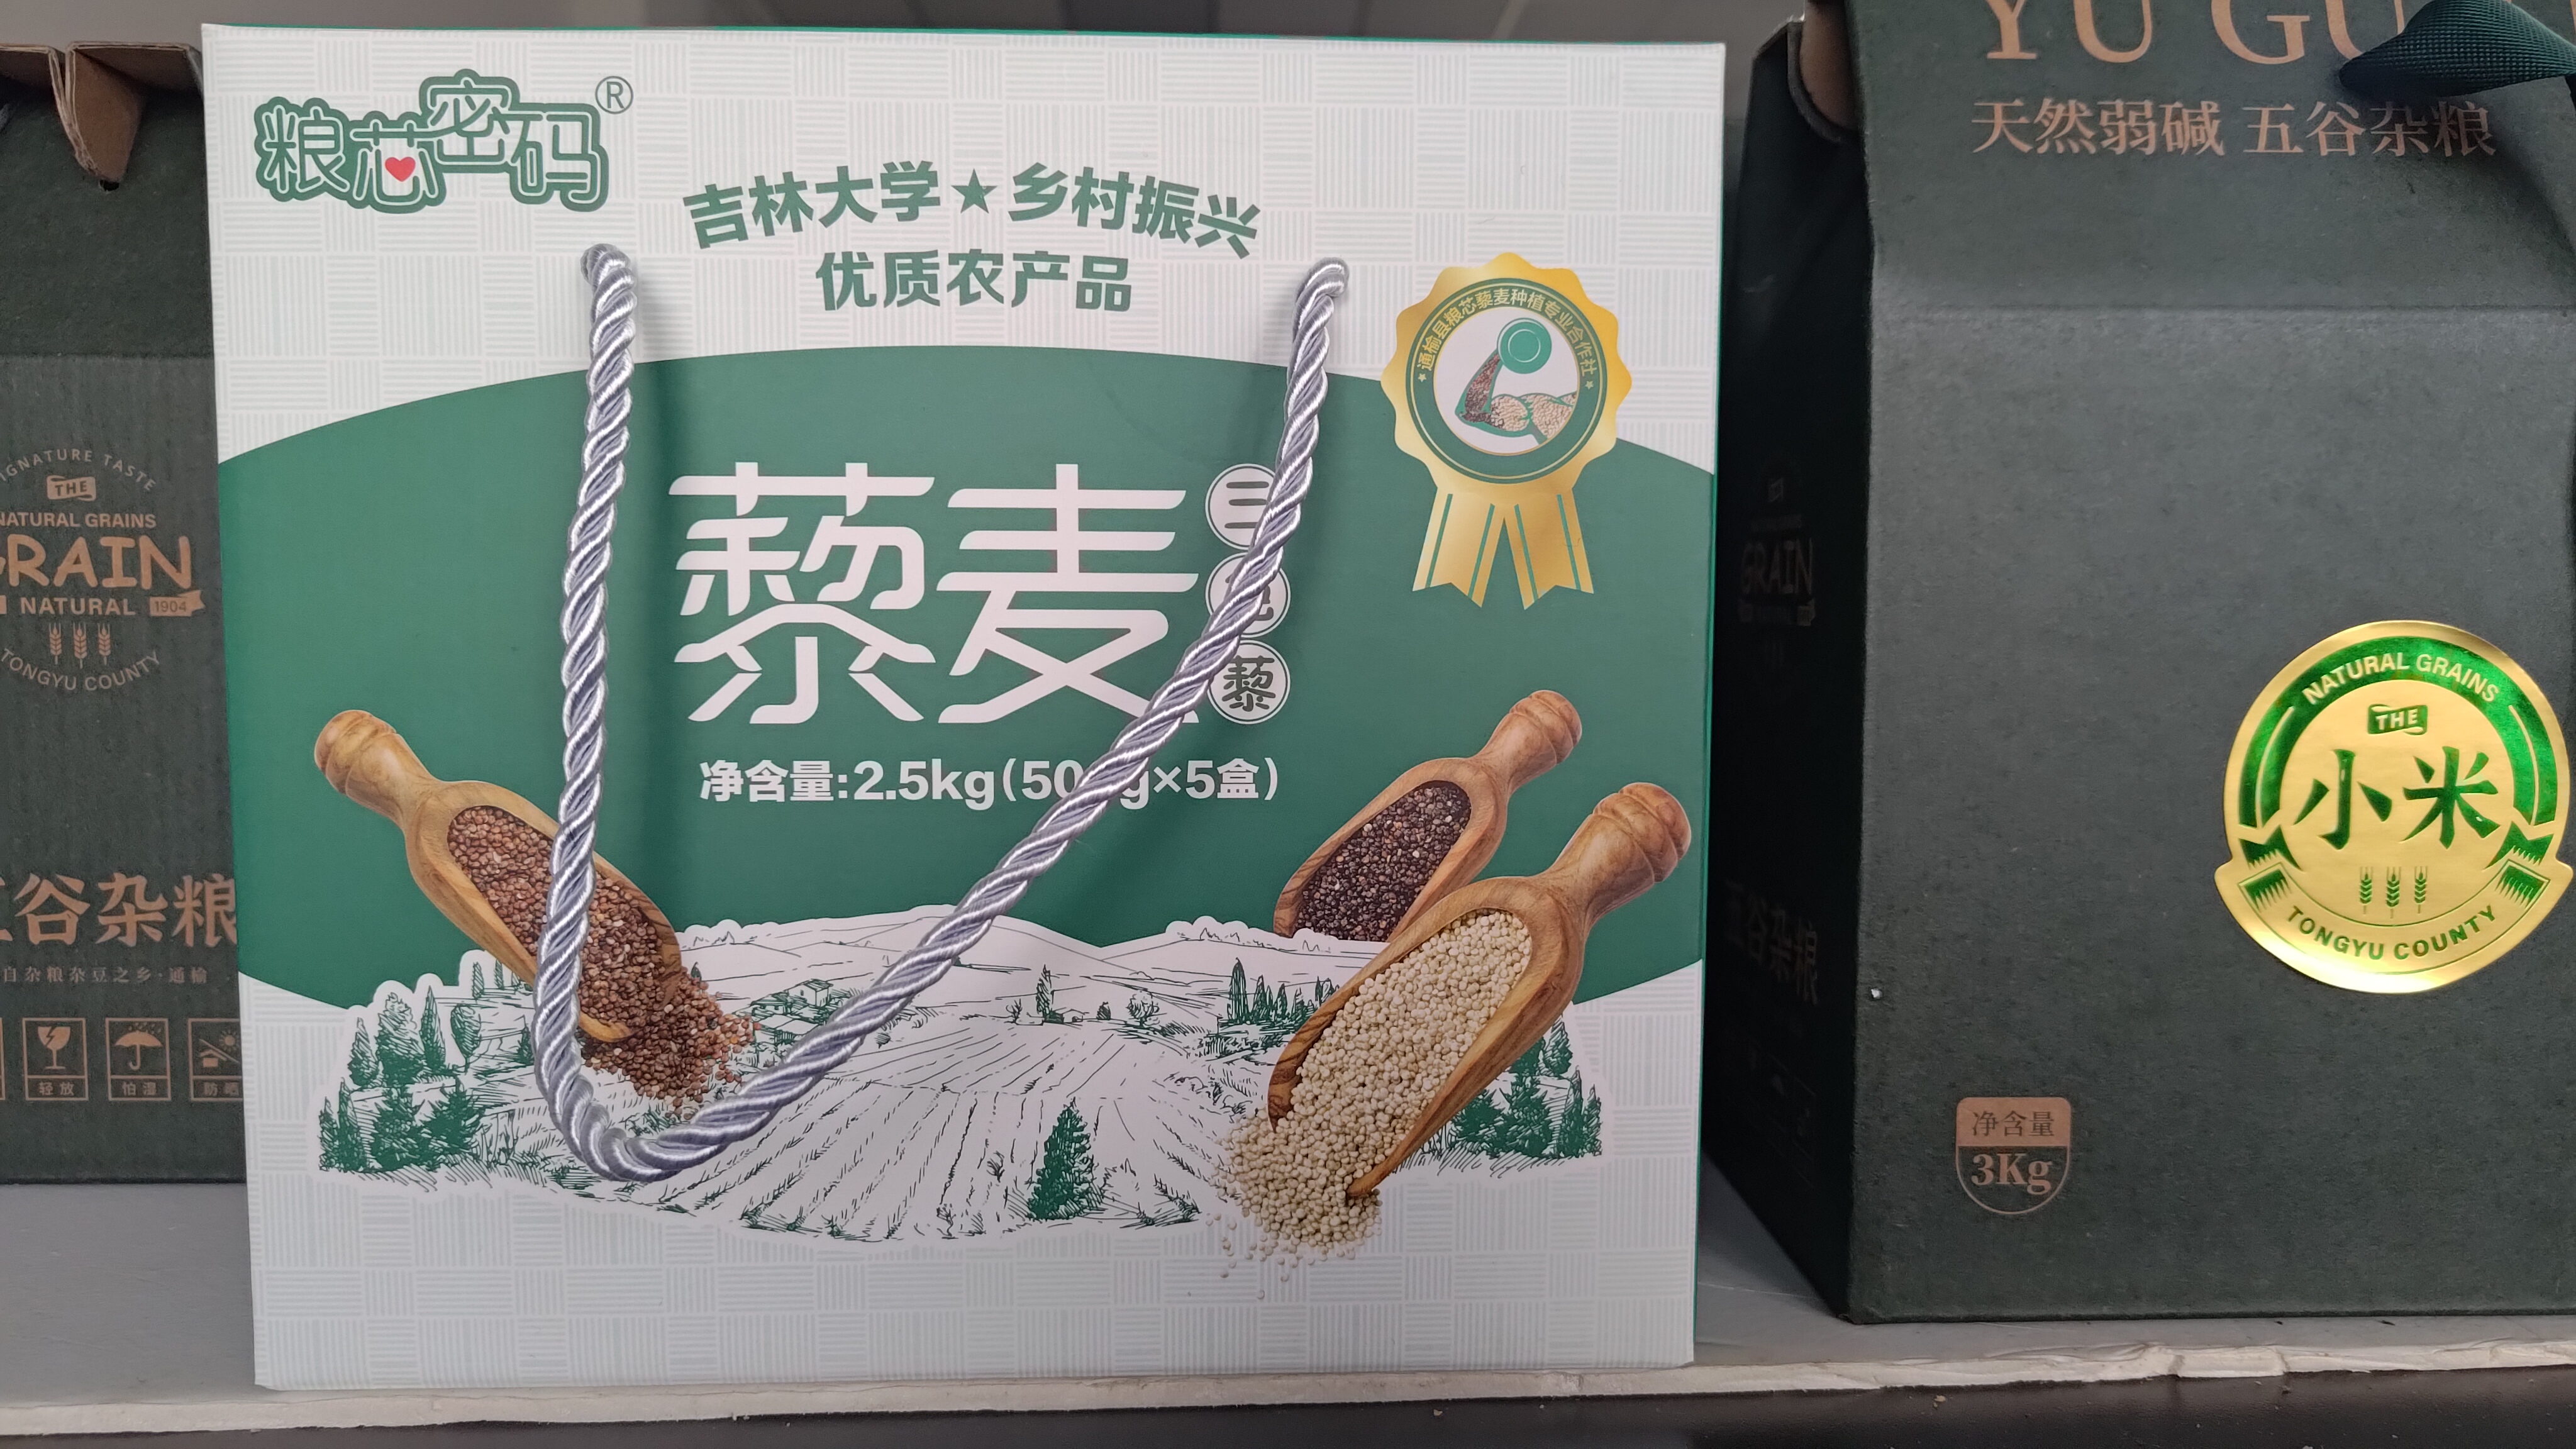 粮芯密码®
吉林大学★乡村振兴
优质农产品
通榆县粮芯藜麦种植专业合作社
藜麦
三
藜
净含量:2.5kg(50 g×5盒)
SIGNATURE TASTE
THE
NATURAL GRAINS
GRAIN
NATURAL 1904
TONGYU COUNTY
谷杂粮
自杂粮杂豆之乡·通榆
轻放
怕湿
防晒
YU GU
天然弱碱 五谷杂粮
NATURAL GRAINS
THE
小米
TONGYU COUNTY
净含量
3Kg
GRAIN
五谷杂粮